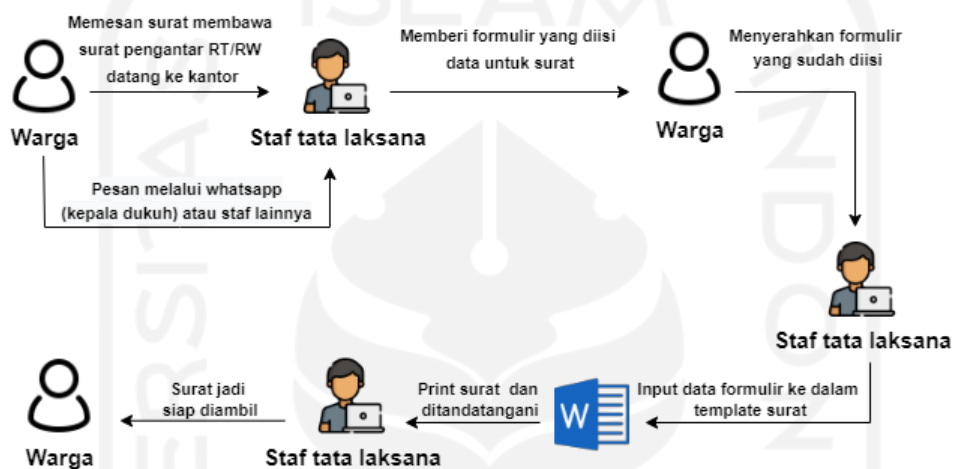 ISLAM
Memesan surat membawa
surat pengantar RT/RW
datang ke kantor
Memberi formulir yang diisi
data untuk surat
Menyerahkan formulir
yang sudah diisi
Warga
Staf tata laksana
Warga
Pesan melalui whatsapp
(kepala dukuh) atau staf lainnya
Staf tata laksana
Surat jadi
siap diambil
Print surat dan
ditandatangani
W
Input data formulir ke dalam
template surat
Warga
Staf tata laksana